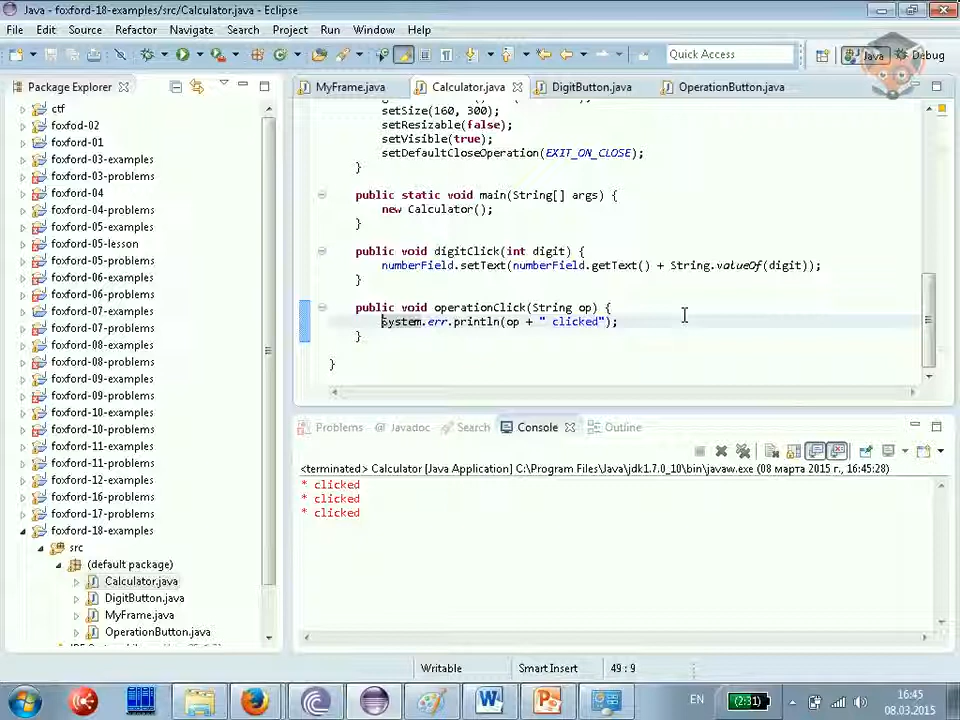 Java - foxford-18-examples/src/Calculator.java - Eclipse
File Edit Source Refactor Navigate Search Project Run Window Help
Quick Access
Java
Debug
Package Explorer
MyFrame.java
Calculator.java
DigitButton.java
OperationButton.java
ctf
foxfod-02
foxford-01
foxford-03-examples
foxford-03-problems
foxford-04
foxford-04-problems
foxford-05-examples
foxford-05-lesson
foxford-05-problems
foxford-06-examples
foxford-06-problems
foxford-07-examples
foxford-07-problems
foxford-08-problems
foxford-09-examples
foxford-09-problems
foxford-10-examples
foxford-10-problems
foxford-11-examples
foxford-11-problems
foxford-12-examples
foxford-16-problems
foxford-17-problems
foxford-18-examples
src
(default package)
Calculator.java
DigitButton.java
MyFrame.java
OperationButton.java
setSize(160, 300);
setResizable(false);
setVisible(true);
setDefaultCloseOperation(EXIT_ON_CLOSE);
}
public static void main(String[] args) {
new Calculator();
}
public void digitClick(int digit) {
numberField.setText(numberField.getText() + String.valueOf(digit));
}
public void operationClick(String op) {
System.err.println(op + " clicked");
}
}
Problems
Javadoc
Search
Console
Outline
<terminated> Calculator [Java Application] C:\Program Files\Java\jdk1.7.0_10\bin\javaw.exe (08 марта 2015 г., 16:45:28)
* clicked
* clicked
* clicked
Writable
Smart Insert
49 : 9
EN
(2:31)
16:45
08.03.2015